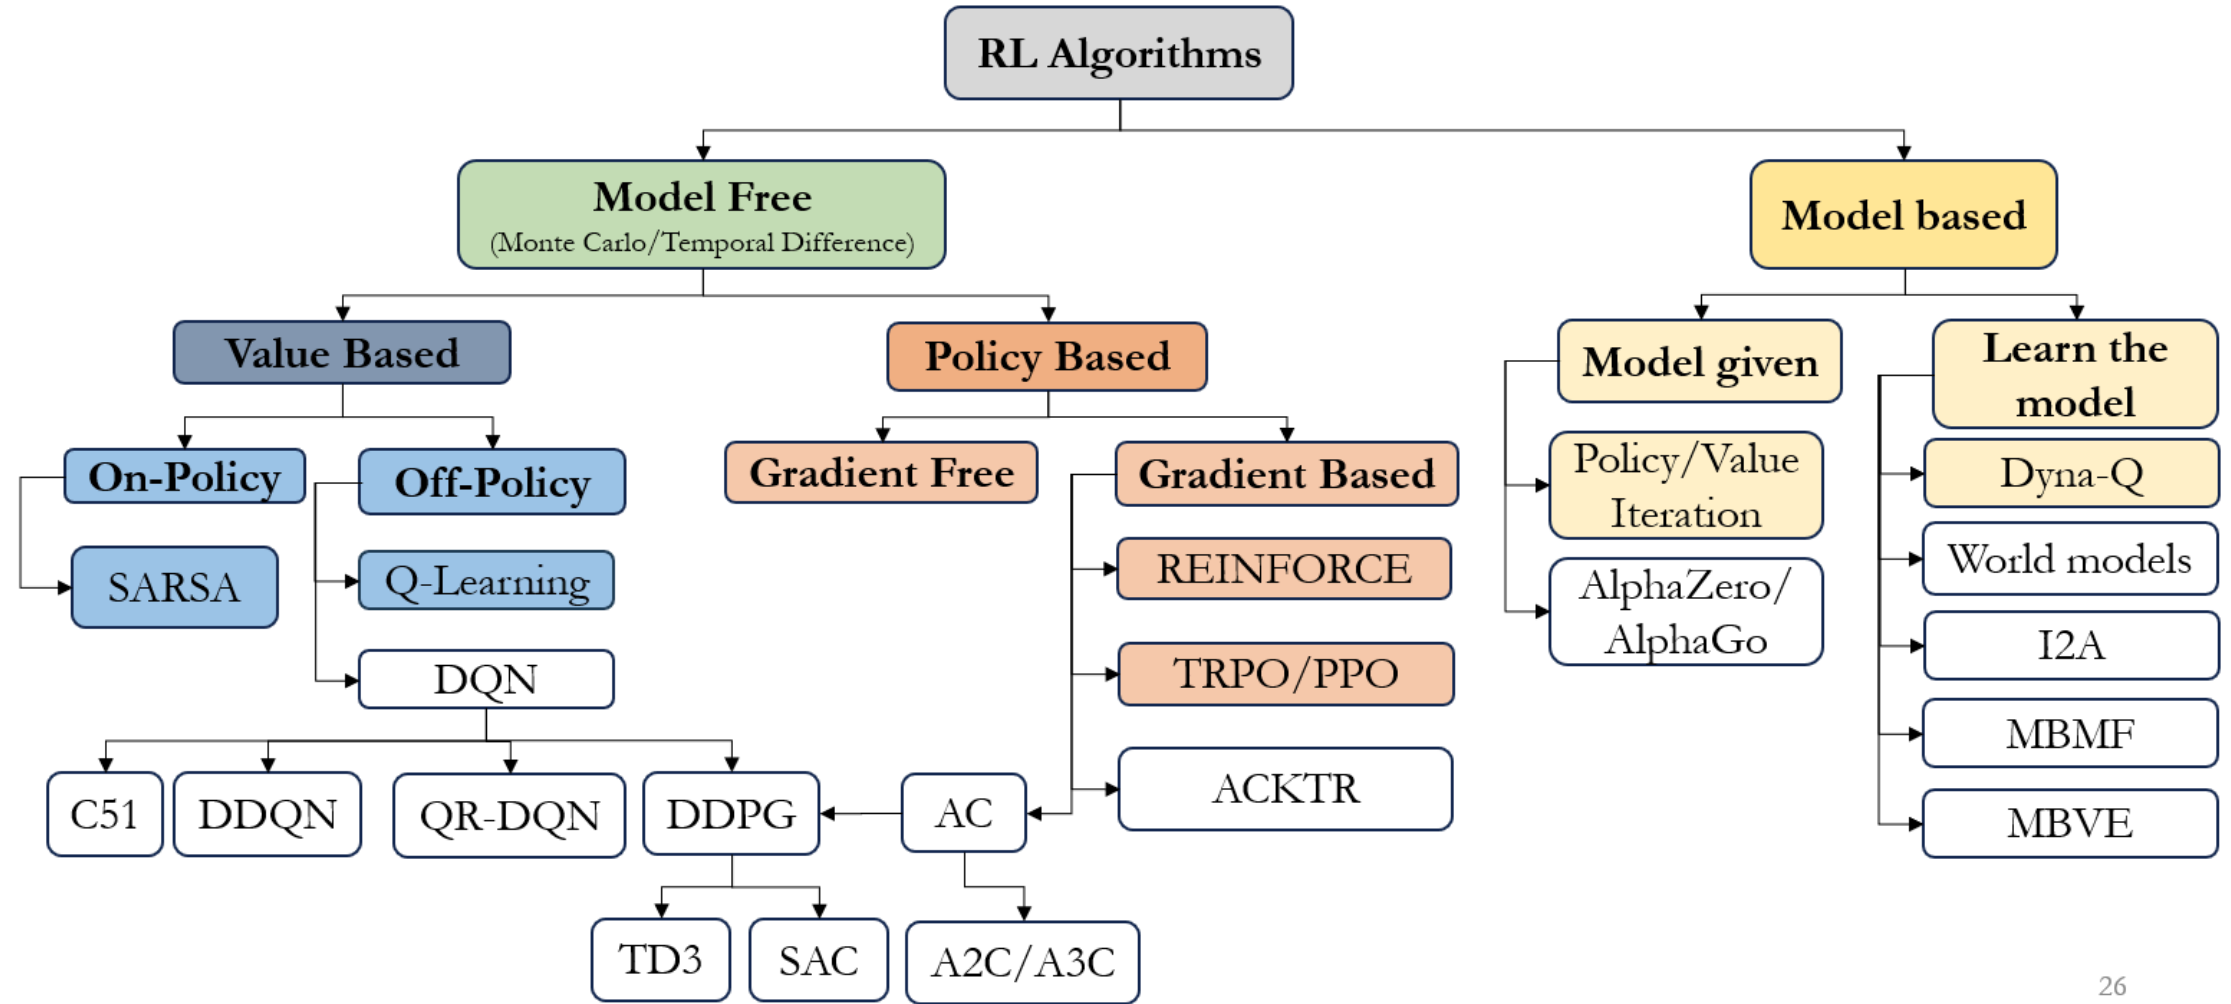 RL Algorithms
Model Free
(Monte Carlo/Temporal Difference)
Model based
Value Based
Policy Based
Model given
Learn the
model
On-Policy
Off-Policy
Gradient Free
Gradient Based
Policy/Value
Iteration
Dyna-Q
SARSA
Q-Learning
REINFORCE
AlphaZero/
AlphaGo
World models
I2A
DQN
TRPO/PPO
MBMF
C51
DDQN
QR-DQN
DDPG
AC
ACKTR
MBVE
TD3
SAC
A2C/A3C
26